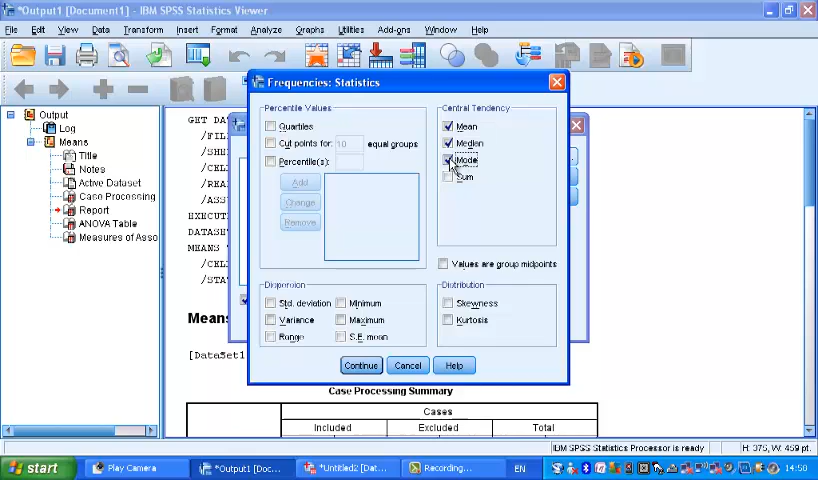 *Output1 [Document1] - IBM SPSS Statistics Viewer
File Edit View Data Transform Insert Format Analyze Graphs Utilities Add-ons Window Help
Output
Log
Means
Title
Notes
Active Dataset
Case Processing
Report
ANOVA Table
Measures of Asso
GET DA
/FIL
/SHE
/CEL
/REA
/ASS
EXECUT
DATASE
MEANS
/CEL
/STA
Means
[DataSet1
Frequencies: Statistics
Percentile Values
Quartiles
Cut points for: 10 equal groups
Percentile(s):
Add
Change
Remove
Central Tendency
Mean
Median
Mode
Sum
Values are group midpoints
Dispersion
Std. deviation Minimum
Variance Maximum
Range S.E. mean
Distribution
Skewness
Kurtosis
Continue Cancel Help
Case Processing Summary
Cases
Included Excluded Total
IBM SPSS Statistics Processor is ready H: 375, W: 459 pt.
start Play Camera *Output1 [Doc... *Untitled2 [Dat... Recording... EN 14:50